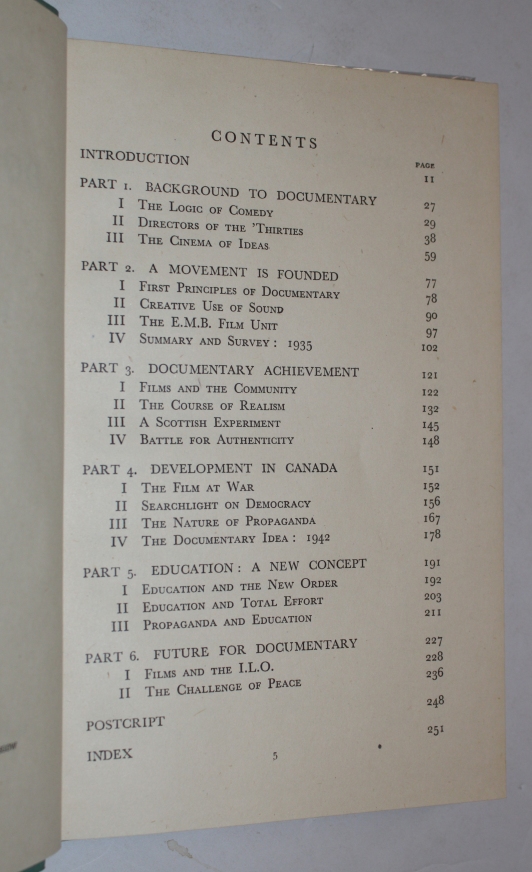 CONTENTS
PAGE
INTRODUCTION 11
PART 1. BACKGROUND TO DOCUMENTARY 27
I The Logic of Comedy 29
II Directors of the 'Thirties 38
III The Cinema of Ideas 59
PART 2. A MOVEMENT IS FOUNDED 77
I First Principles of Documentary 78
II Creative Use of Sound 90
III The E.M.B. Film Unit 97
IV Summary and Survey: 1935 102
PART 3. DOCUMENTARY ACHIEVEMENT 121
I Films and the Community 122
II The Course of Realism 132
III A Scottish Experiment 145
IV Battle for Authenticity 148
PART 4. DEVELOPMENT IN CANADA 151
I The Film at War 152
II Searchlight on Democracy 156
III The Nature of Propaganda 167
IV The Documentary Idea: 1942 178
PART 5. EDUCATION: A NEW CONCEPT 191
I Education and the New Order 192
II Education and Total Effort 203
III Propaganda and Education 211
PART 6. FUTURE FOR DOCUMENTARY 227
I Films and the I.L.O. 228
II The Challenge of Peace 236
POSTCRIPT 248
INDEX 251
5